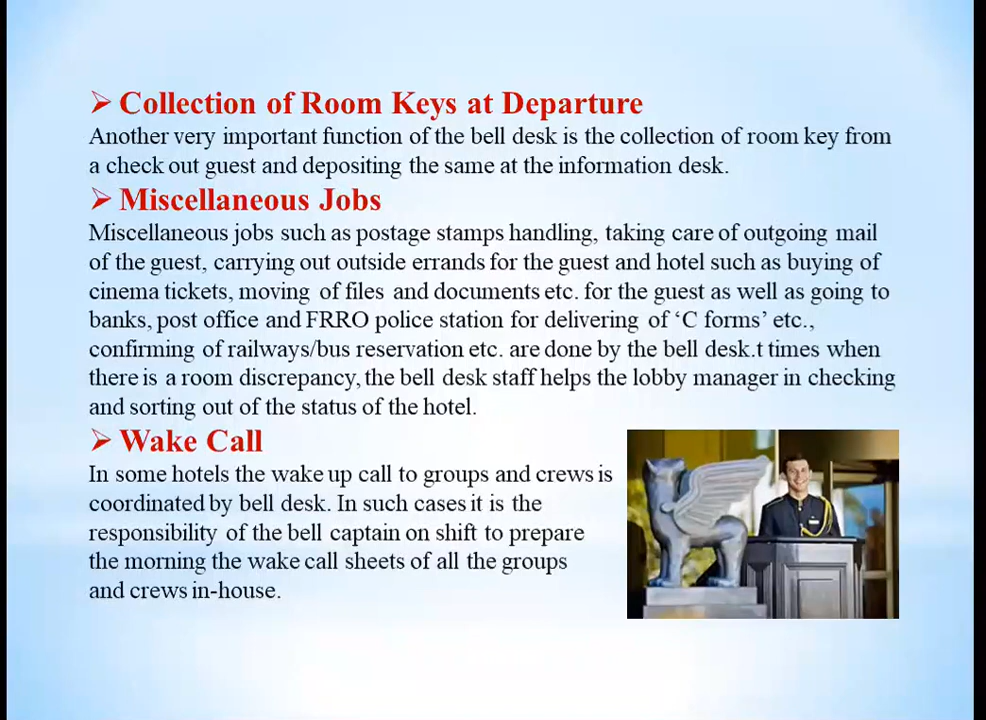 ➢ Collection of Room Keys at Departure
Another very important function of the bell desk is the collection of room key from
a check out guest and depositing the same at the information desk.
➢ Miscellaneous Jobs
Miscellaneous jobs such as postage stamps handling, taking care of outgoing mail
of the guest, carrying out outside errands for the guest and hotel such as buying of
cinema tickets, moving of files and documents etc. for the guest as well as going to
banks, post office and FRRO police station for delivering of ‘C forms’ etc.,
confirming of railways/bus reservation etc. are done by the bell desk.t times when
there is a room discrepancy, the bell desk staff helps the lobby manager in checking
and sorting out of the status of the hotel.
➢ Wake Call
In some hotels the wake up call to groups and crews is
coordinated by bell desk. In such cases it is the
responsibility of the bell captain on shift to prepare
the morning the wake call sheets of all the groups
and crews in-house.